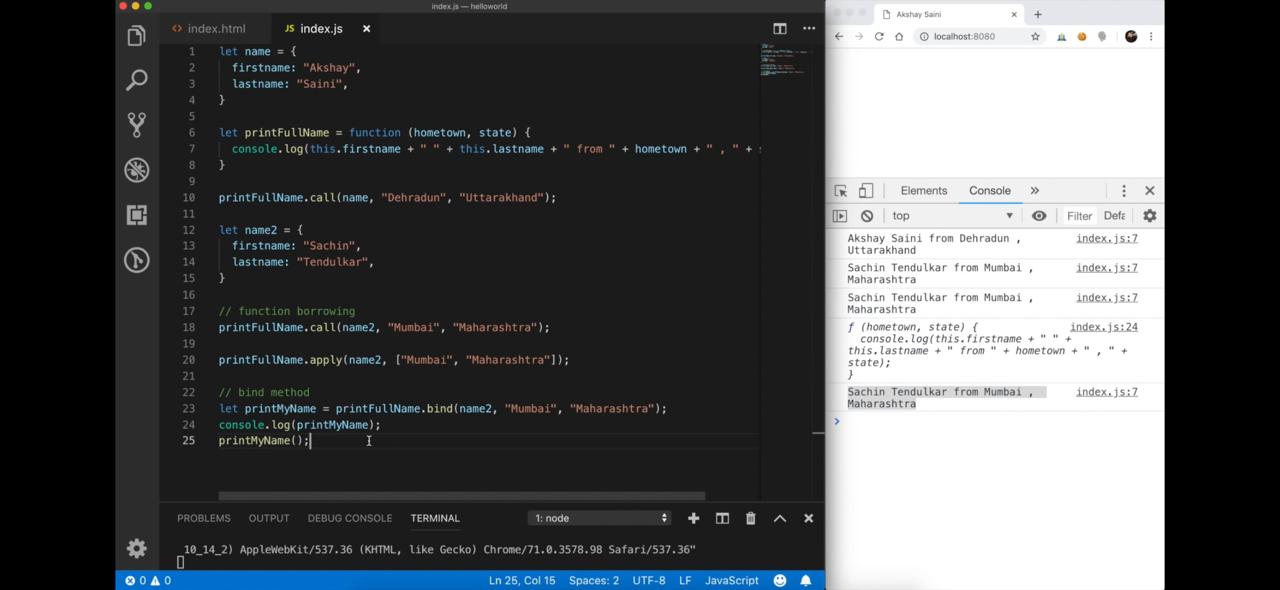 index.js — helloworld
index.html
JS index.js
1 let name = {
2 firstname: "Akshay",
3 lastname: "Saini",
4 }
5
6 let printFullName = function (hometown, state) {
7 console.log(this.firstname + " " + this.lastname + " from " + hometown + " , " + s
8 }
9
10 printFullName.call(name, "Dehradun", "Uttarakhand");
11
12 let name2 = {
13 firstname: "Sachin",
14 lastname: "Tendulkar",
15 }
16
17 // function borrowing
18 printFullName.call(name2, "Mumbai", "Maharashtra");
19
20 printFullName.apply(name2, ["Mumbai", "Maharashtra"]);
21
22 // bind method
23 let printMyName = printFullName.bind(name2, "Mumbai", "Maharashtra");
24 console.log(printMyName);
25 printMyName();
PROBLEMS OUTPUT DEBUG CONSOLE TERMINAL 1: node
10_14_2) AppleWebKit/537.36 (KHTML, like Gecko) Chrome/71.0.3578.98 Safari/537.36"
0 0 Ln 25, Col 15 Spaces: 2 UTF-8 LF JavaScript
Akshay Saini
localhost:8080
Elements Console
top Filter Defa
Akshay Saini from Dehradun , index.js:7
Uttarakhand
Sachin Tendulkar from Mumbai , index.js:7
Maharashtra
Sachin Tendulkar from Mumbai , index.js:7
Maharashtra
ƒ (hometown, state) { index.js:24
console.log(this.firstname + " " +
this.lastname + " from " + hometown + " , " +
state);
}
Sachin Tendulkar from Mumbai , index.js:7
Maharashtra